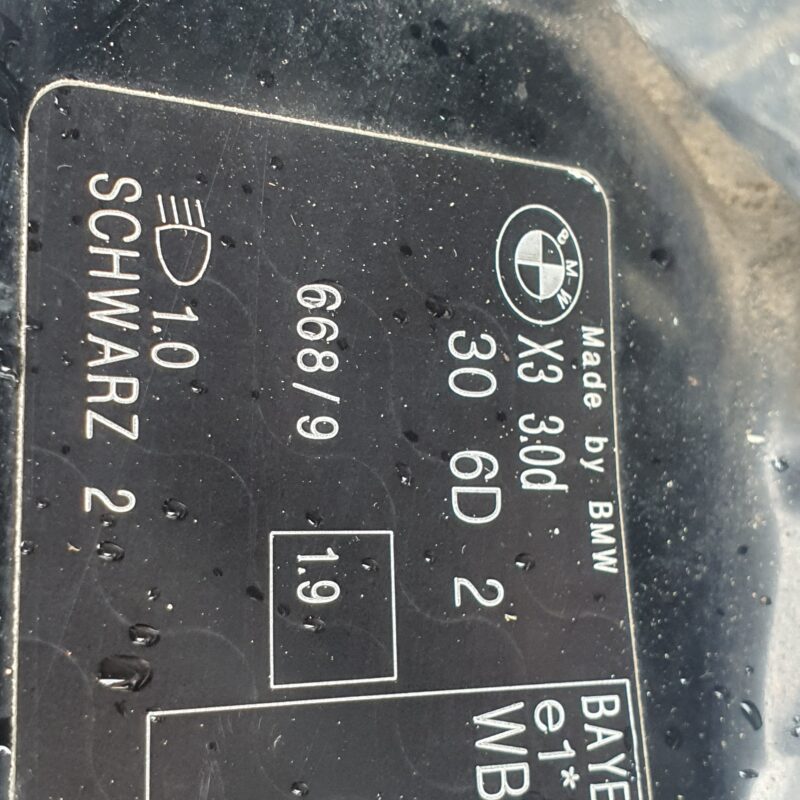 Made by BMW
BMW X3 3.0d
30 6D 2
668/9
1.9
1.0
SCHWARZ 2
BAYE
e1*
WB